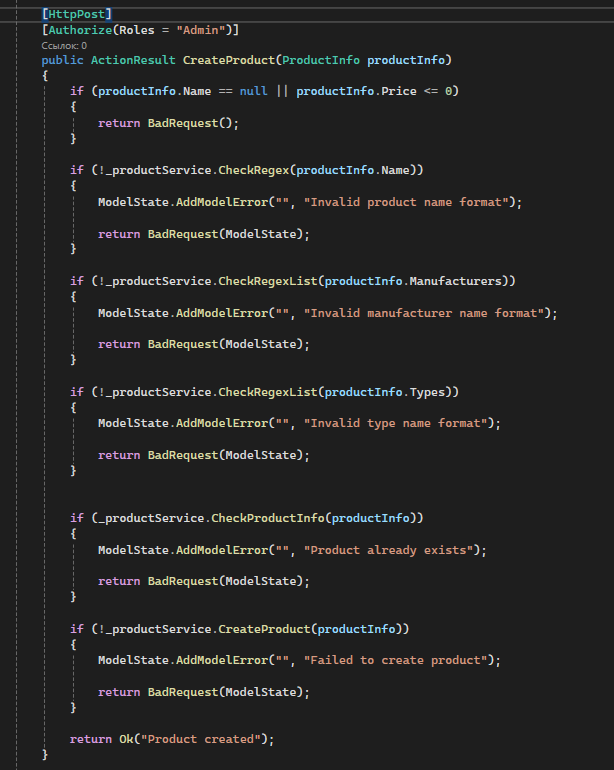 [HttpPost]
[Authorize(Roles = "Admin")]
Ссылок: 0
public ActionResult CreateProduct(ProductInfo productInfo)
{
if (productInfo.Name == null || productInfo.Price <= 0)
{
return BadRequest();
}
if (!_productService.CheckRegex(productInfo.Name))
{
ModelState.AddModelError("", "Invalid product name format");
return BadRequest(ModelState);
}
if (!_productService.CheckRegexList(productInfo.Manufacturers))
{
ModelState.AddModelError("", "Invalid manufacturer name format");
return BadRequest(ModelState);
}
if (!_productService.CheckRegexList(productInfo.Types))
{
ModelState.AddModelError("", "Invalid type name format");
return BadRequest(ModelState);
}
if (_productService.CheckProductInfo(productInfo))
{
ModelState.AddModelError("", "Product already exists");
return BadRequest(ModelState);
}
if (!_productService.CreateProduct(productInfo))
{
ModelState.AddModelError("", "Failed to create product");
return BadRequest(ModelState);
}
return Ok("Product created");
}